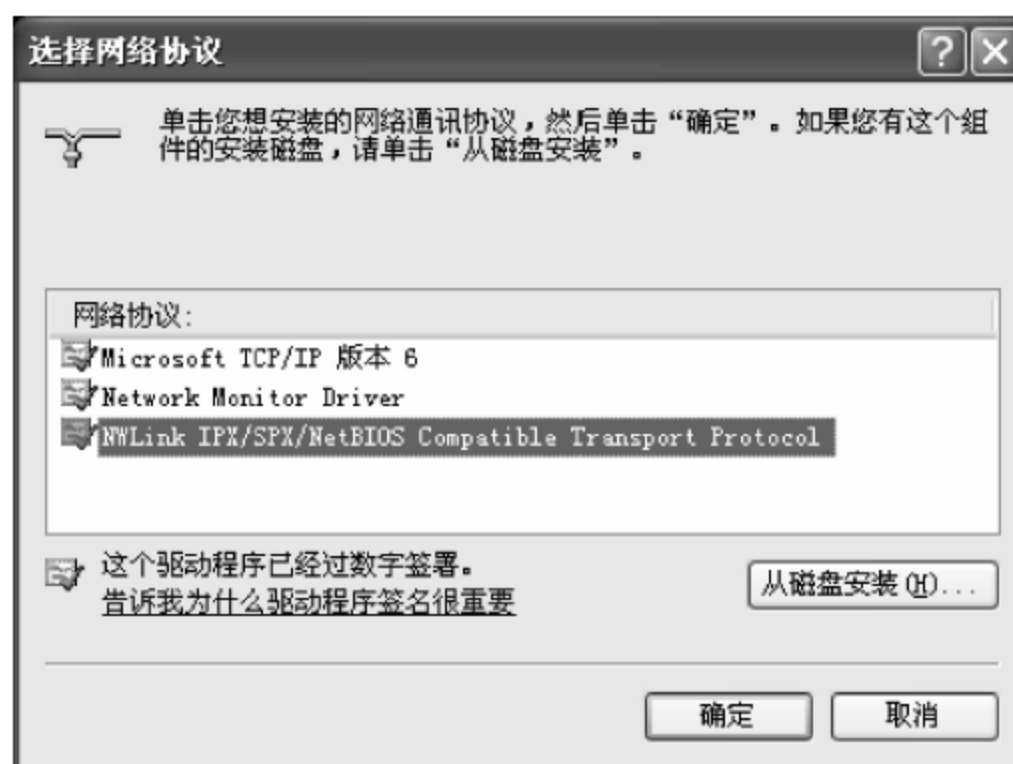 选择网络协议
单击您想安装的网络通讯协议，然后单击“确定”。如果您有这个组
件的安装磁盘，请单击“从磁盘安装”。
网络协议:
Microsoft TCP/IP 版本 6
Network Monitor Driver
NWLink IPX/SPX/NetBIOS Compatible Transport Protocol
这个驱动程序已经过数字签署。
告诉我为什么驱动程序签名很重要
从磁盘安装(H)...
确定
取消